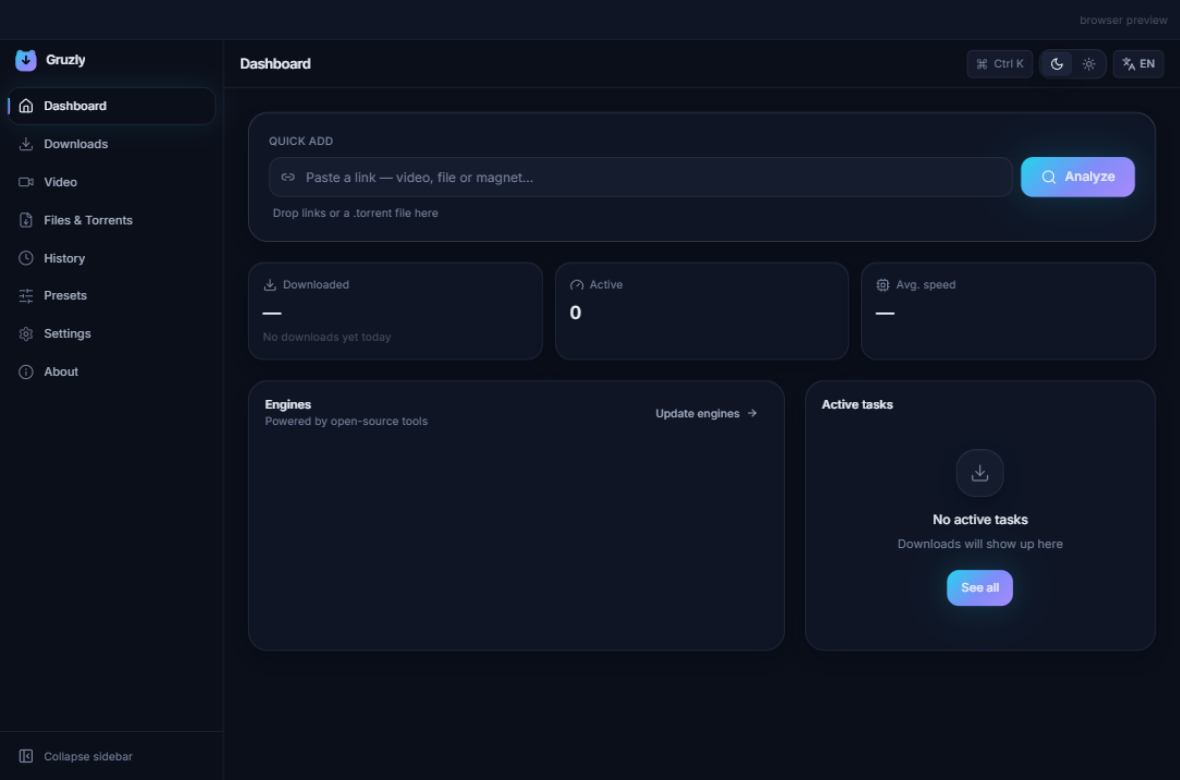 browser preview
Gruzly
Dashboard
Downloads
Video
Files & Torrents
History
Presets
Settings
About
Collapse sidebar
Dashboard
⌘ Ctrl K
EN
QUICK ADD
Paste a link — video, file or magnet...
Analyze
Drop links or a .torrent file here
Downloaded
—
No downloads yet today
Active
0
Avg. speed
—
Engines
Powered by open-source tools
Update engines →
Active tasks
No active tasks
Downloads will show up here
See all